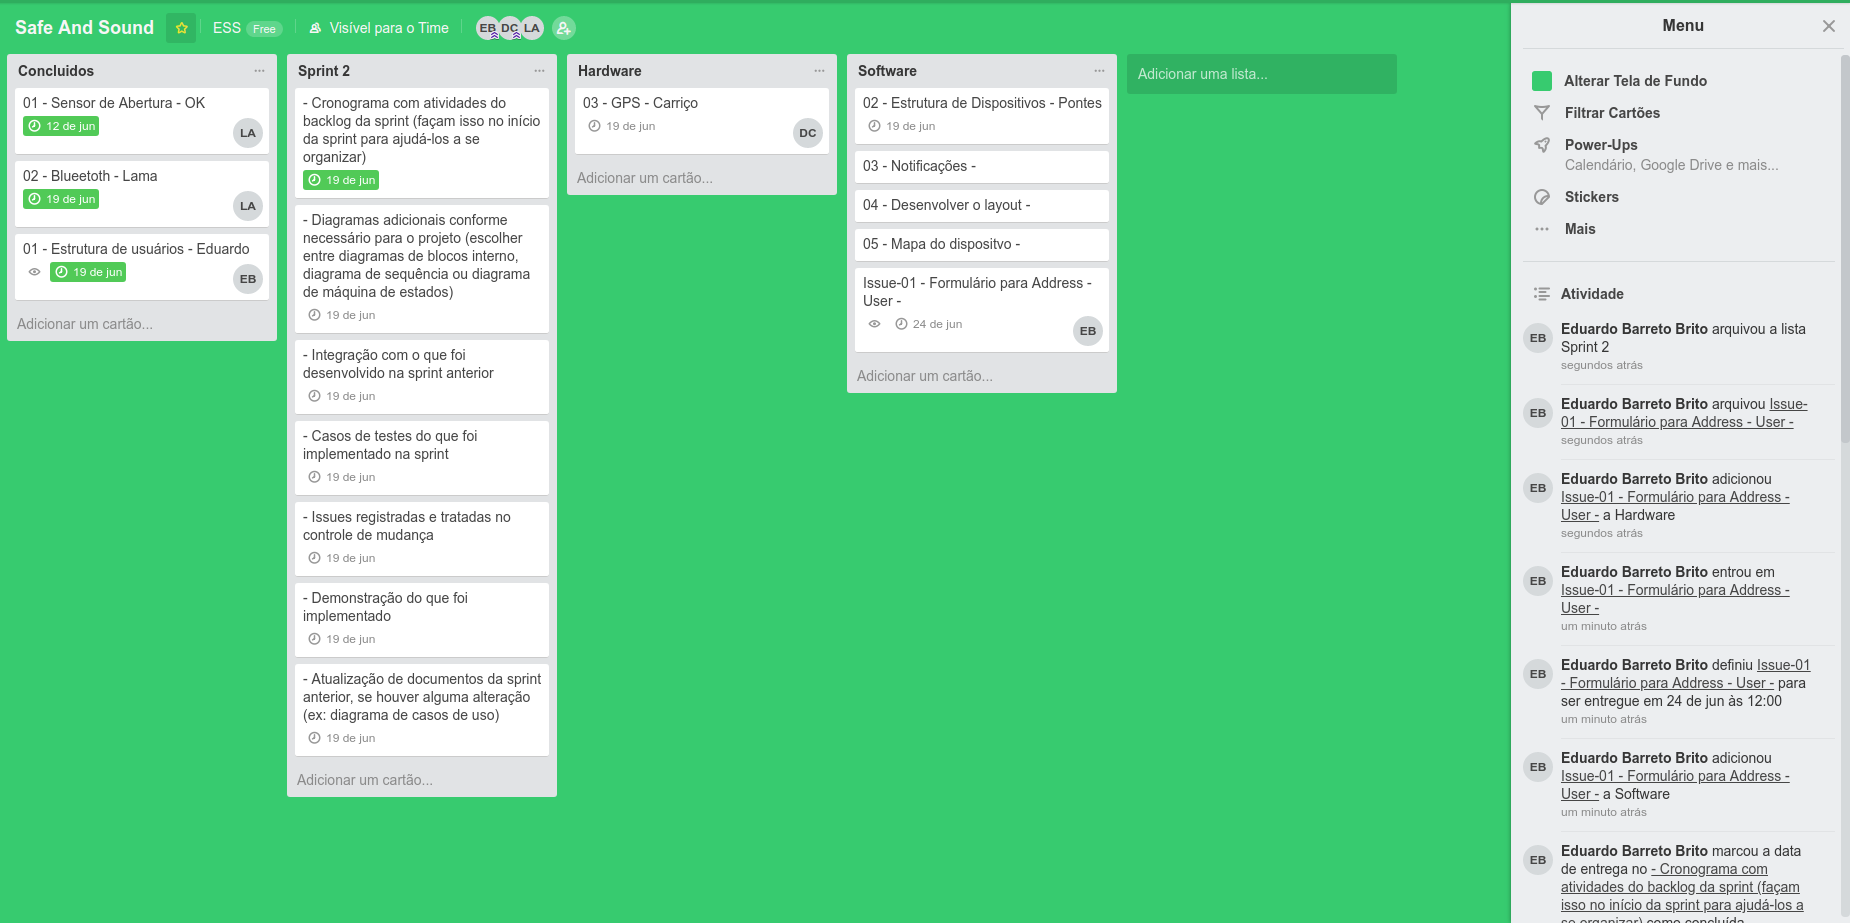 Safe And Sound
ESS Free
Visível para o Time
EB DC LA
Concluidos
01 - Sensor de Abertura - OK
12 de jun
LA
02 - Blueetoth - Lama
19 de jun
LA
01 - Estrutura de usuários - Eduardo
19 de jun
EB
Adicionar um cartão...
Sprint 2
- Cronograma com atividades do
backlog da sprint (façam isso no início
da sprint para ajudá-los a se
organizar)
19 de jun
- Diagramas adicionais conforme
necessário para o projeto (escolher
entre diagramas de blocos interno,
diagrama de sequência ou diagrama
de máquina de estados)
19 de jun
- Integração com o que foi
desenvolvido na sprint anterior
19 de jun
- Casos de testes do que foi
implementado na sprint
19 de jun
- Issues registradas e tratadas no
controle de mudança
19 de jun
- Demonstração do que foi
implementado
19 de jun
- Atualização de documentos da sprint
anterior, se houver alguma alteração
(ex: diagrama de casos de uso)
19 de jun
Adicionar um cartão...
Hardware
03 - GPS - Carriço
19 de jun
DC
Adicionar um cartão...
Software
02 - Estrutura de Dispositivos - Pontes
19 de jun
03 - Notificações -
04 - Desenvolver o layout -
05 - Mapa do dispositvo -
Issue-01 - Formulário para Address -
User -
24 de jun
EB
Adicionar um cartão...
Adicionar uma lista...
Menu
Alterar Tela de Fundo
Filtrar Cartões
Power-Ups
Calendário, Google Drive e mais...
Stickers
Mais
Atividade
EB
Eduardo Barreto Brito arquivou a lista
Sprint 2
segundos atrás
EB
Eduardo Barreto Brito arquivou Issue-
01 - Formulário para Address - User -
segundos atrás
EB
Eduardo Barreto Brito adicionou
Issue-01 - Formulário para Address -
User - a Hardware
segundos atrás
EB
Eduardo Barreto Brito entrou em
Issue-01 - Formulário para Address -
User -
um minuto atrás
EB
Eduardo Barreto Brito definiu Issue-01
- Formulário para Address - User - para
ser entregue em 24 de jun às 12:00
um minuto atrás
EB
Eduardo Barreto Brito adicionou
Issue-01 - Formulário para Address -
User - a Software
um minuto atrás
EB
Eduardo Barreto Brito marcou a data
de entrega no - Cronograma com
atividades do backlog da sprint (façam
isso no início da sprint para ajudá-los a
se organizar) como concluída